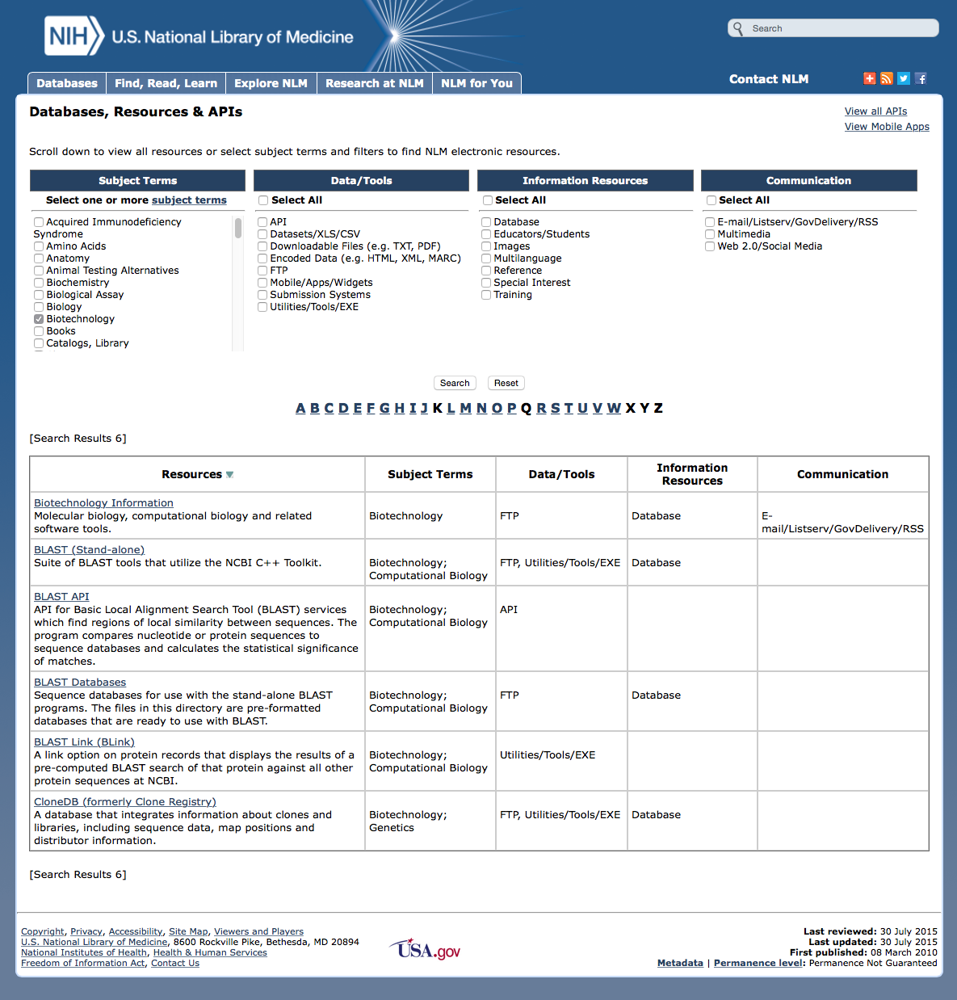 NIH U.S. National Library of Medicine
Search
Databases Find, Read, Learn Explore NLM Research at NLM NLM for You
Contact NLM
Databases, Resources & APIs
View all APIs
View Mobile Apps
Scroll down to view all resources or select subject terms and filters to find NLM electronic resources.
Subject Terms
Select one or more subject terms
Acquired Immunodeficiency
Syndrome
Amino Acids
Anatomy
Animal Testing Alternatives
Biochemistry
Biological Assay
Biology
Biotechnology
Books
Catalogs, Library
Data/Tools
Select All
API
Datasets/XLS/CSV
Downloadable Files (e.g. TXT, PDF)
Encoded Data (e.g. HTML, XML, MARC)
FTP
Mobile/Apps/Widgets
Submission Systems
Utilities/Tools/EXE
Information Resources
Select All
Database
Educators/Students
Images
Multilanguage
Reference
Special Interest
Training
Communication
Select All
E-mail/Listserv/GovDelivery/RSS
Multimedia
Web 2.0/Social Media
Search Reset
A B C D E F G H I J K L M N O P Q R S T U V W X Y Z
[Search Results 6]
Resources
Subject Terms
Data/Tools
Information
Resources
Communication
Biotechnology Information
Molecular biology, computational biology and related
software tools.
Biotechnology
FTP
Database
E-
mail/Listserv/GovDelivery/RSS
BLAST (Stand-alone)
Suite of BLAST tools that utilize the NCBI C++ Toolkit.
Biotechnology;
Computational Biology
FTP, Utilities/Tools/EXE
Database
BLAST API
API for Basic Local Alignment Search Tool (BLAST) services
which find regions of local similarity between sequences. The
program compares nucleotide or protein sequences to
sequence databases and calculates the statistical significance
of matches.
Biotechnology;
Computational Biology
API
BLAST Databases
Sequence databases for use with the stand-alone BLAST
programs. The files in this directory are pre-formatted
databases that are ready to use with BLAST.
Biotechnology;
Computational Biology
FTP
Database
BLAST Link (BLink)
A link option on protein records that displays the results of a
pre-computed BLAST search of that protein against all other
protein sequences at NCBI.
Biotechnology;
Computational Biology
Utilities/Tools/EXE
CloneDB (formerly Clone Registry)
A database that integrates information about clones and
libraries, including sequence data, map positions and
distributor information.
Biotechnology;
Genetics
FTP, Utilities/Tools/EXE
Database
[Search Results 6]
Copyright, Privacy, Accessibility, Site Map, Viewers and Players
U.S. National Library of Medicine, 8600 Rockville Pike, Bethesda, MD 20894
National Institutes of Health, Health & Human Services
Freedom of Information Act, Contact Us
USA.gov
Last reviewed: 30 July 2015
Last updated: 30 July 2015
First published: 08 March 2010
Metadata | Permanence level: Permanence Not Guaranteed